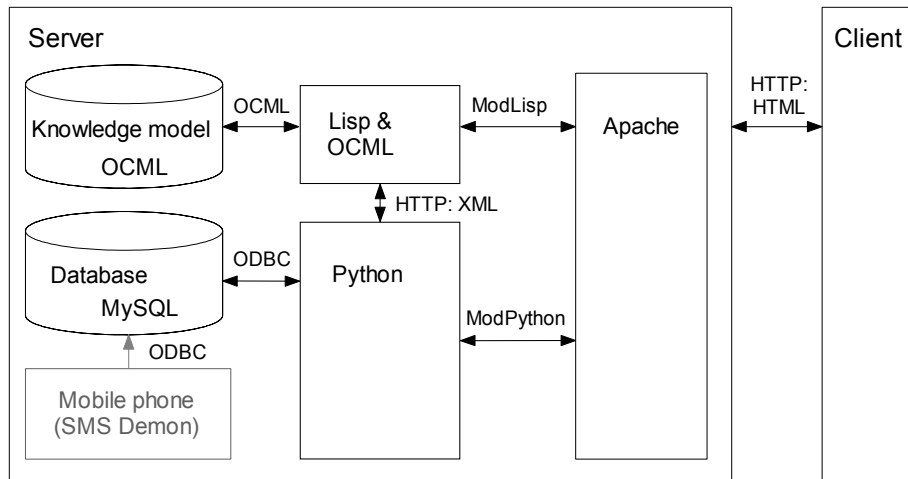 Server
Client
Knowledge model
OCML
OCML
Lisp &
OCML
ModLisp
Apache
HTTP:
HTML
HTTP: XML
Database
MySQL
ODBC
Python
ModPython
ODBC
Mobile phone
(SMS Demon)